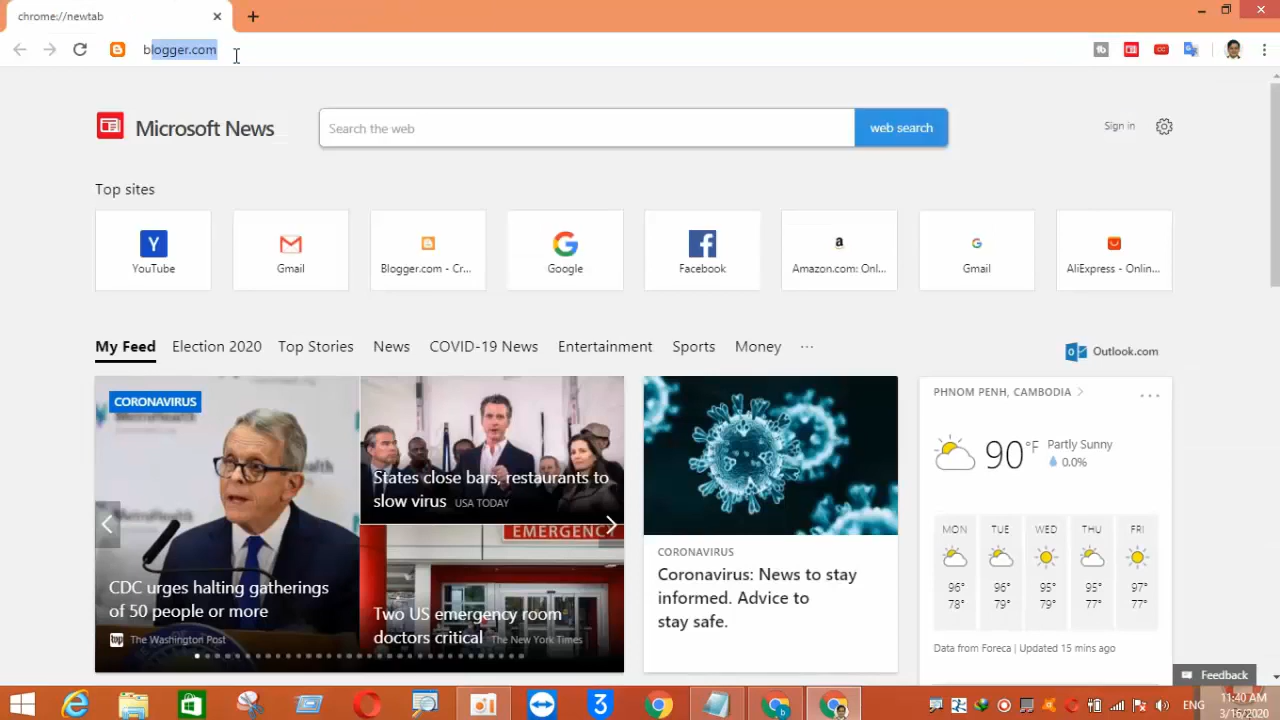 chrome://newtab
blogger.com
Microsoft News
Search the web
web search
Sign in
Top sites
Y
YouTube
Gmail
Blogger.com - Cr...
Google
Facebook
a
Amazon.com: Onl...
Gmail
AliExpress - Onlin...
My Feed
Election 2020
Top Stories
News
COVID-19 News
Entertainment
Sports
Money
...
Outlook.com
CORONAVIRUS
CDC urges halting gatherings
of 50 people or more
top
The Washington Post
States close bars, restaurants to
slow virus USA TODAY
EMERGENC
Two US emergency room
doctors critical The New York Times
CORONAVIRUS
Coronavirus: News to stay
informed. Advice to
stay safe.
PHNOM PENH, CAMBODIA
90°F
Partly Sunny
0.0%
MON TUE WED THU FRI
96° 96° 95° 95° 97°
78° 79° 79° 77° 77°
Data from Foreca | Updated 15 mins ago
Feedback
3
ENG
11:40 AM
3/16/2020